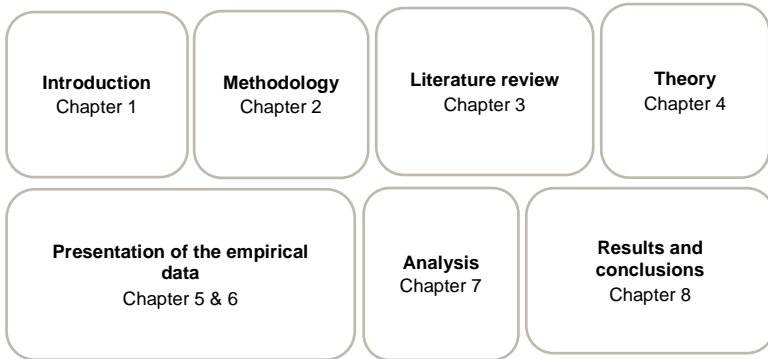 Introduction
Chapter 1
Methodology
Chapter 2
Literature review
Chapter 3
Theory
Chapter 4
Presentation of the empirical
data
Chapter 5 & 6
Analysis
Chapter 7
Results and
conclusions
Chapter 8